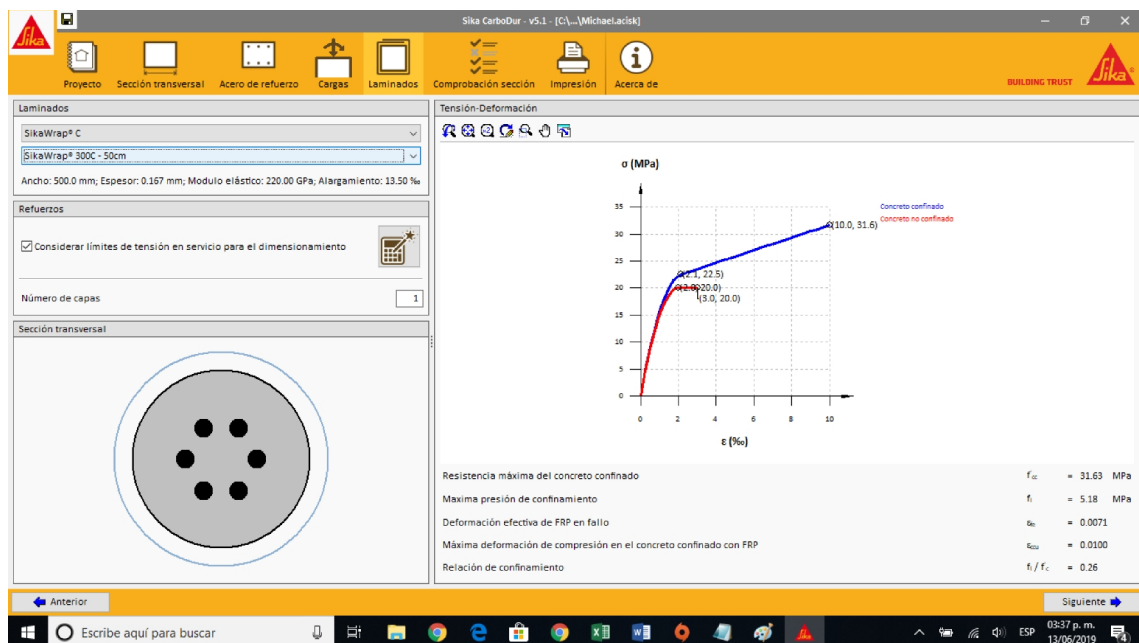 Sika CarboDur - v5.1 - [C:\...\Michael.acisk]
Sika
Proyecto
Sección transversal
Acero de refuerzo
Cargas
Laminados
Comprobación sección
Impresión
Acerca de
BUILDING TRUST
Sika
Laminados
SikaWrap® C
SikaWrap® 300C - 50cm
Ancho: 500.0 mm; Espesor: 0.167 mm; Modulo elástico: 220.00 GPa; Alargamiento: 13.50 ‰
Refuerzos
Considerar límites de tensión en servicio para el dimensionamiento
Número de capas 1
Sección transversal
Tensión-Deformación
σ (MPa)
Concreto confinado
Concreto no confinado
35
30
25
20
15
10
5
0
(10.0, 31.6)
(2.1, 22.5)
(2.0, 20.0)
(3.0, 20.0)
0 2 4 6 8 10
ε (‰)
Resistencia máxima del concreto confinado f'cc = 31.63 MPa
Maxima presión de confinamiento fl = 5.18 MPa
Deformación efectiva de FRP en fallo εfe = 0.0071
Máxima deformación de compresión en el concreto confinado con FRP εccu = 0.0100
Relación de confinamiento fl / f'c = 0.26
Anterior
Siguiente
Escribe aquí para buscar
ESP
03:37 p. m.
13/06/2019